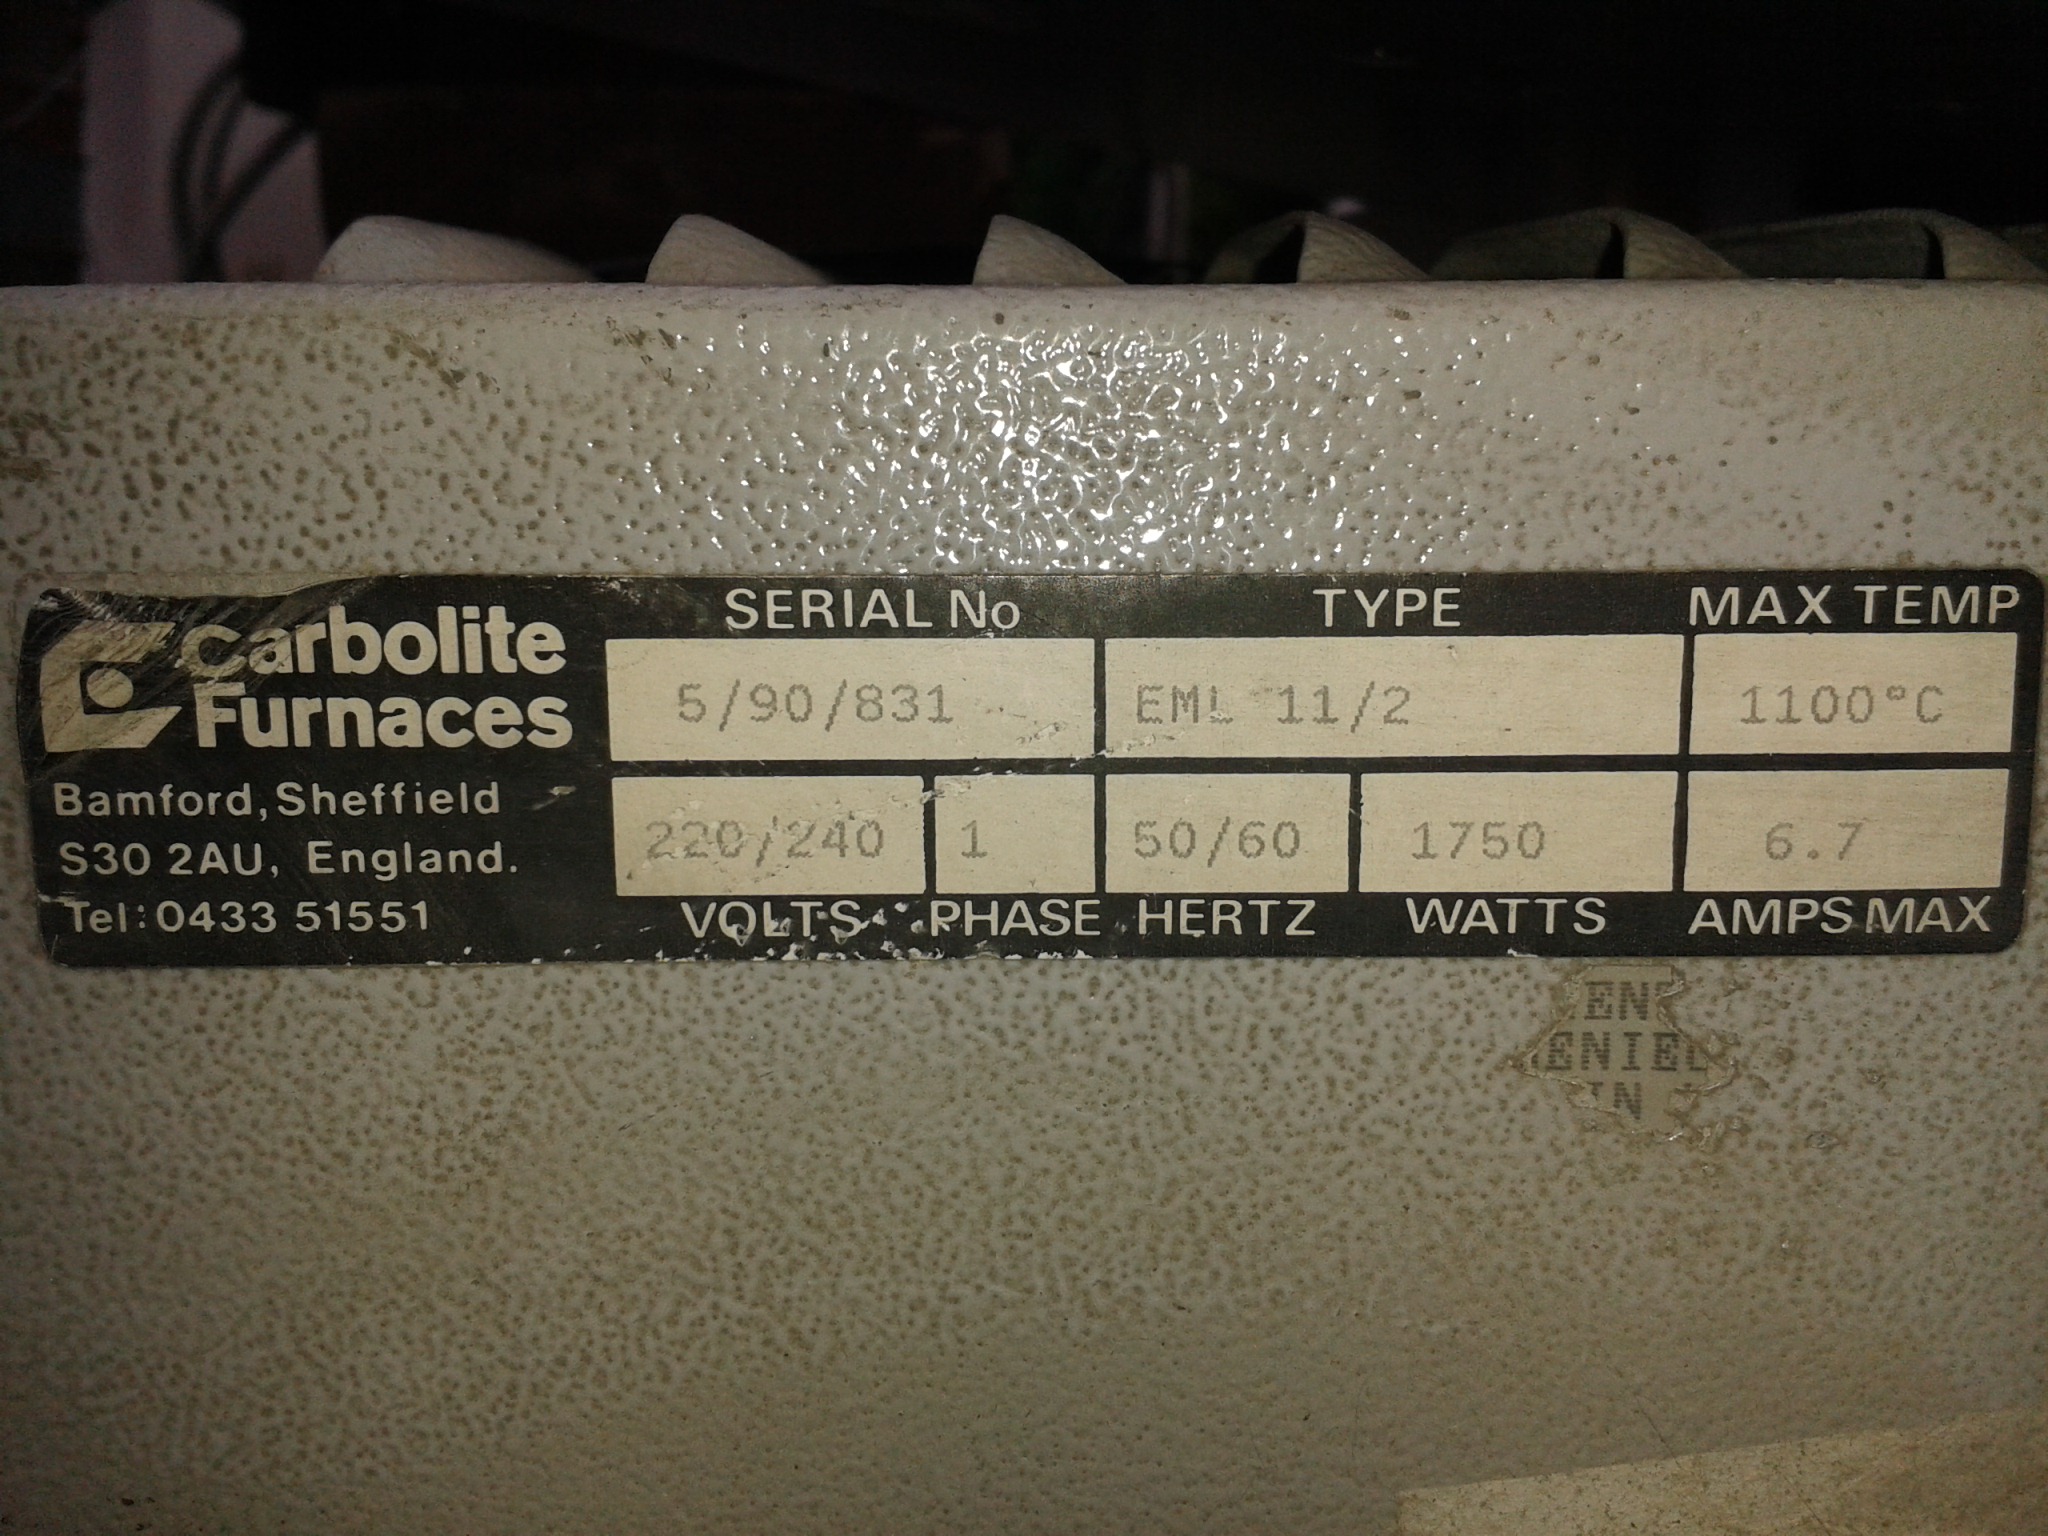 Carbolite
Furnaces
Bamford, Sheffield
S30 2AU, England.
Tel: 0433 51551
SERIAL No
5/90/831
TYPE
EML 11/2
MAX TEMP
1100°C
220/240
VOLTS
1
PHASE
50/60
HERTZ
1750
WATTS
6.7
AMPS MAX